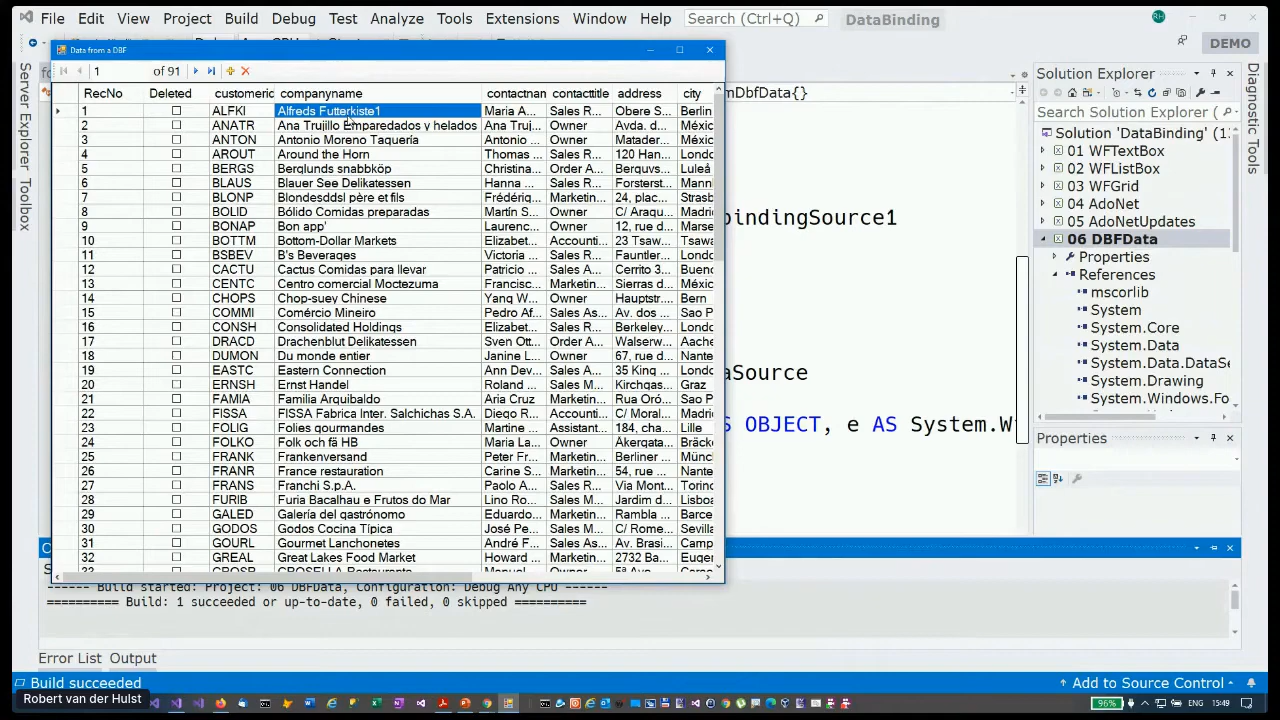 File Edit View Project Build Debug Test Analyze Tools Extensions Window Help Search (Ctrl+Q) DataBinding RH
DEMO
Data from a DBF
1 of 91
RecNo Deleted customerid companyname contactnam contacttitle address city
1 ALFKI Alfreds Futterkiste1 Maria A... Sales R... Obere S... Berlin
2 ANATR Ana Trujillo Emparedados y helados Ana Truj... Owner Avda. d... Méxic
3 ANTON Antonio Moreno Taquería Antonio ... Owner Matader... Méxic
4 AROUT Around the Horn Thomas ... Sales R... 120 Han... Londo
5 BERGS Berglunds snabbköp Christina... Order A... Berguvs... Luleå
6 BLAUS Blauer See Delikatessen Hanna ... Sales R... Forsterst... Mannl
7 BLONP Blondesddsl père et fils Frédériq... Marketin... 24, plac... Strasb
8 BOLID Bólido Comidas preparadas Martín S... Owner C/ Araqu... Madri
9 BONAP Bon app' Laurenc... Owner 12, rue d... Marse
10 BOTTM Bottom-Dollar Markets Elizabet... Accounti... 23 Tsaw... Tsaw
11 BSBEV B's Beverages Victoria ... Sales R... Fauntler... Londo
12 CACTU Cactus Comidas para llevar Patricio ... Sales A... Cerrito 3... Bueno
13 CENTC Centro comercial Moctezuma Francisc... Marketin... Sierras d... Méxic
14 CHOPS Chop-suey Chinese Yang W... Owner Hauptstr.... Bern
15 COMMI Comércio Mineiro Pedro Af... Sales As... Av. dos ... Sao P
16 CONSH Consolidated Holdings Elizabet... Sales R... Berkeley... Londo
17 DRACD Drachenblut Delikatessen Sven Ott... Order A... Walserw... Aache
18 DUMON Du monde entier Janine L... Owner 67, rue d... Nante
19 EASTC Eastern Connection Ann Dev... Sales A... 35 King ... Londo
20 ERNSH Ernst Handel Roland ... Sales M... Kirchgas... Graz
21 FAMIA Familia Arquibaldo Aria Cruz Marketin... Rua Oró... Sao P
22 FISSA FISSA Fabrica Inter. Salchichas S.A. Diego R... Accounti... C/ Moral... Madri
23 FOLIG Folies gourmandes Martine ... Assistant... 184, cha... Lille
24 FOLKO Folk och fä HB Maria La... Owner Åkergata... Bräck
25 FRANK Frankenversand Peter Fr... Marketin... Berliner ... Münc
26 FRANR France restauration Carine S... Marketin... 54, rue ... Nante
27 FRANS Franchi S.p.A. Paolo A... Sales R... Via Mont... Torino
28 FURIB Furia Bacalhau e Frutos do Mar Lino Ro... Sales M... Jardim d... Lisbo
29 GALED Galería del gastrónomo Eduardo... Marketin... Rambla ... Barce
30 GODOS Godos Cocina Típica José Pe... Sales M... C/ Rome... Sevilla
31 GOURL Gourmet Lanchonetes André F... Sales As... Av. Brasi... Camp
32 GREAL Great Lakes Food Market Howard ... Marketin... 2732 Ba... Eugen
mDbfData{}
bindingSource1
aSource
S OBJECT, e AS System.W
Server Explorer
Toolbox
Diagnostic Tools
Solution Explorer
Search Solution Explorer
Solution 'DataBinding'
01 WFTextBox
02 WFListBox
03 WFGrid
04 AdoNet
05 AdoNetUpdates
06 DBFData
Properties
References
mscorlib
System
System.Core
System.Data
System.Data.DataSe
System.Drawing
System.Windows.Fo
Properties
------ Build started: Project: 06 DBFData, Configuration: Debug Any CPU ------
========== Build: 1 succeeded or up-to-date, 0 failed, 0 skipped ==========
Error List Output
Build succeeded Add to Source Control
Robert van der Hulst
96% ENG 15:49